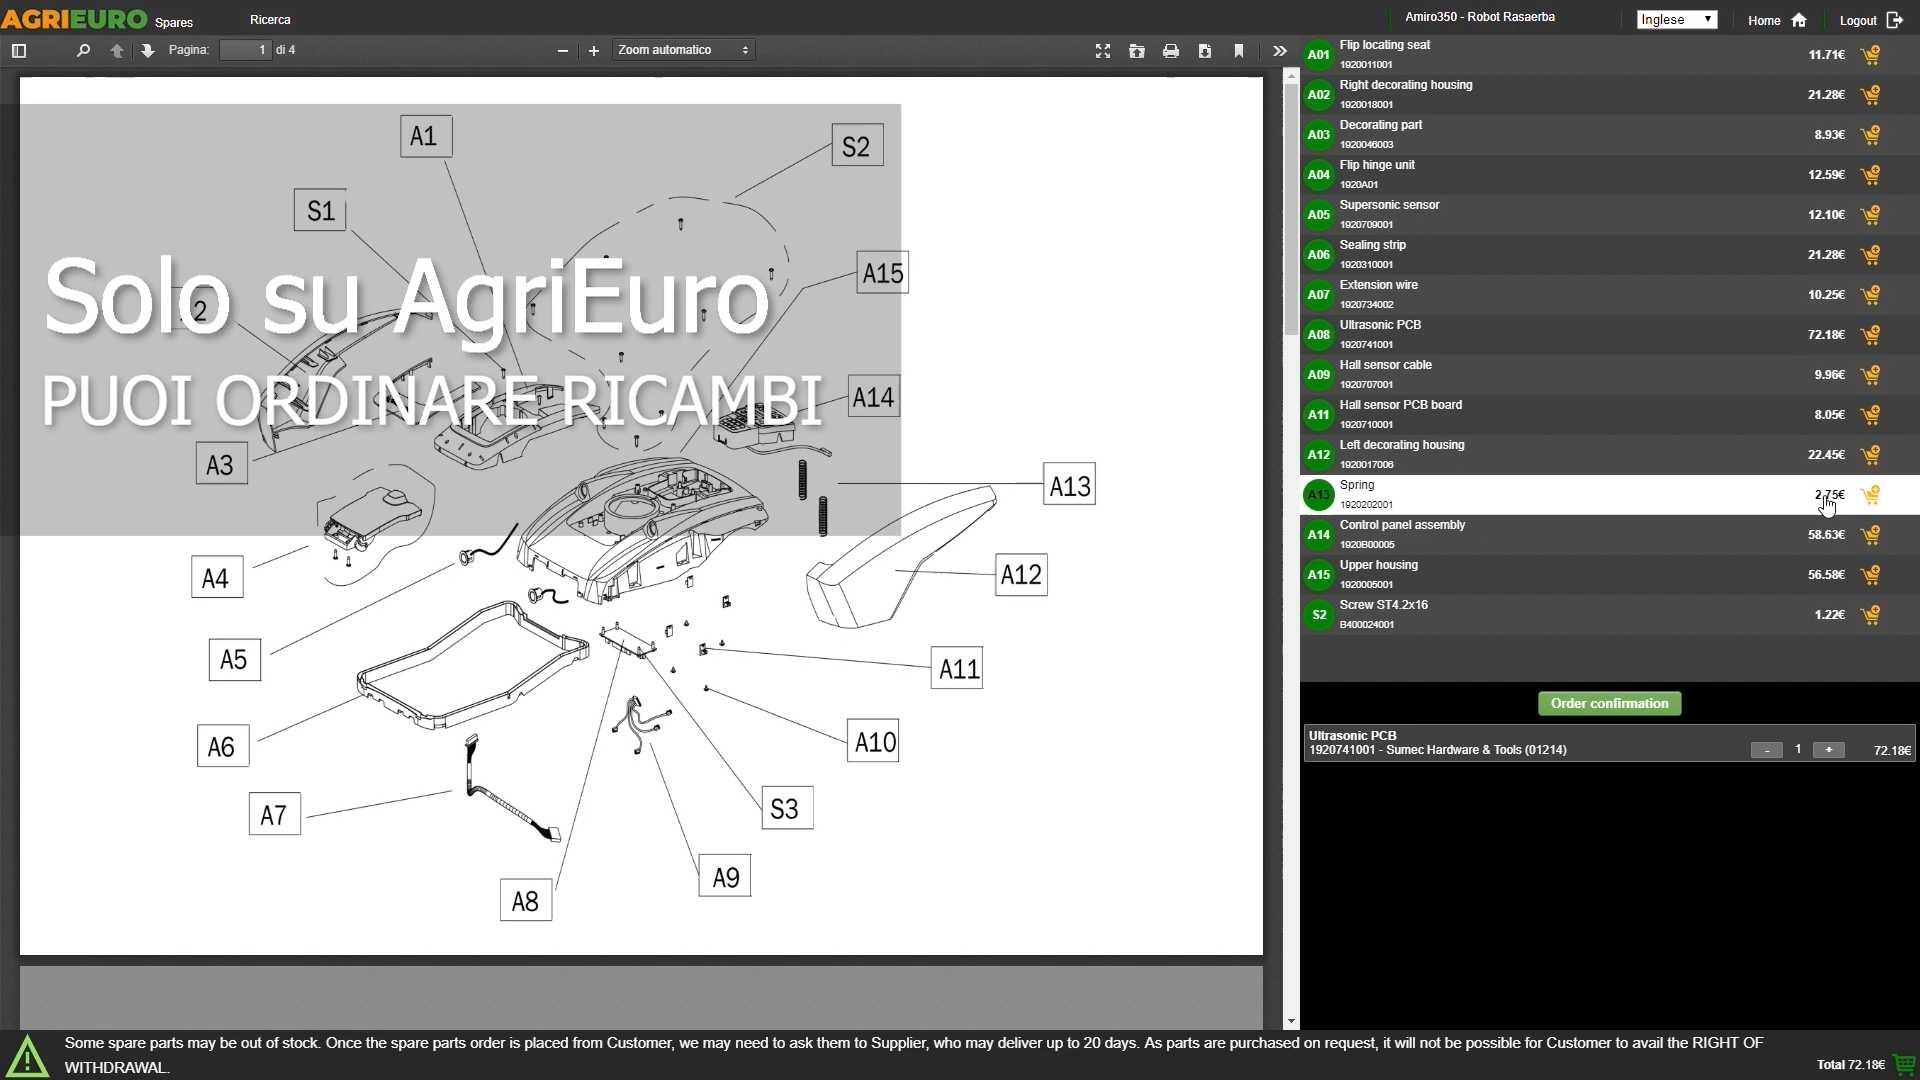 AGRIEURO Spares
Ricerca
Amiro350 - Robot Rasaerba
Inglese
Home
Logout
Pagina: 1 di 4
Zoom automatico
A1
S2
S1
A15
2
Solo su AgriEuro
PUOI ORDINARE RICAMBI
A14
A3
A13
A4
A12
A5
A11
A6
A10
A7
S3
A9
A8
A01 Flip locating seat
1920011001
11.71€
A02 Right decorating housing
1920018001
21.28€
A03 Decorating part
1920046003
8.93€
A04 Flip hinge unit
1920A01
12.59€
A05 Supersonic sensor
1920709001
12.10€
A06 Sealing strip
1920310001
21.28€
A07 Extension wire
1920734002
10.25€
A08 Ultrasonic PCB
1920741001
72.18€
A09 Hall sensor cable
1920707001
9.96€
A11 Hall sensor PCB board
1920710001
8.05€
A12 Left decorating housing
1920017006
22.45€
A13 Spring
1920202001
2.75€
A14 Control panel assembly
1920B00005
58.63€
A15 Upper housing
1920005001
56.58€
S2 Screw ST4.2x16
B400024001
1.22€
Order confirmation
Ultrasonic PCB
1920741001 - Sumec Hardware & Tools (01214)
- 1 + 72.18€
Some spare parts may be out of stock. Once the spare parts order is placed from Customer, we may need to ask them to Supplier, who may deliver up to 20 days. As parts are purchased on request, it will not be possible for Customer to avail the RIGHT OF
WITHDRAWAL.
Total 72.18€